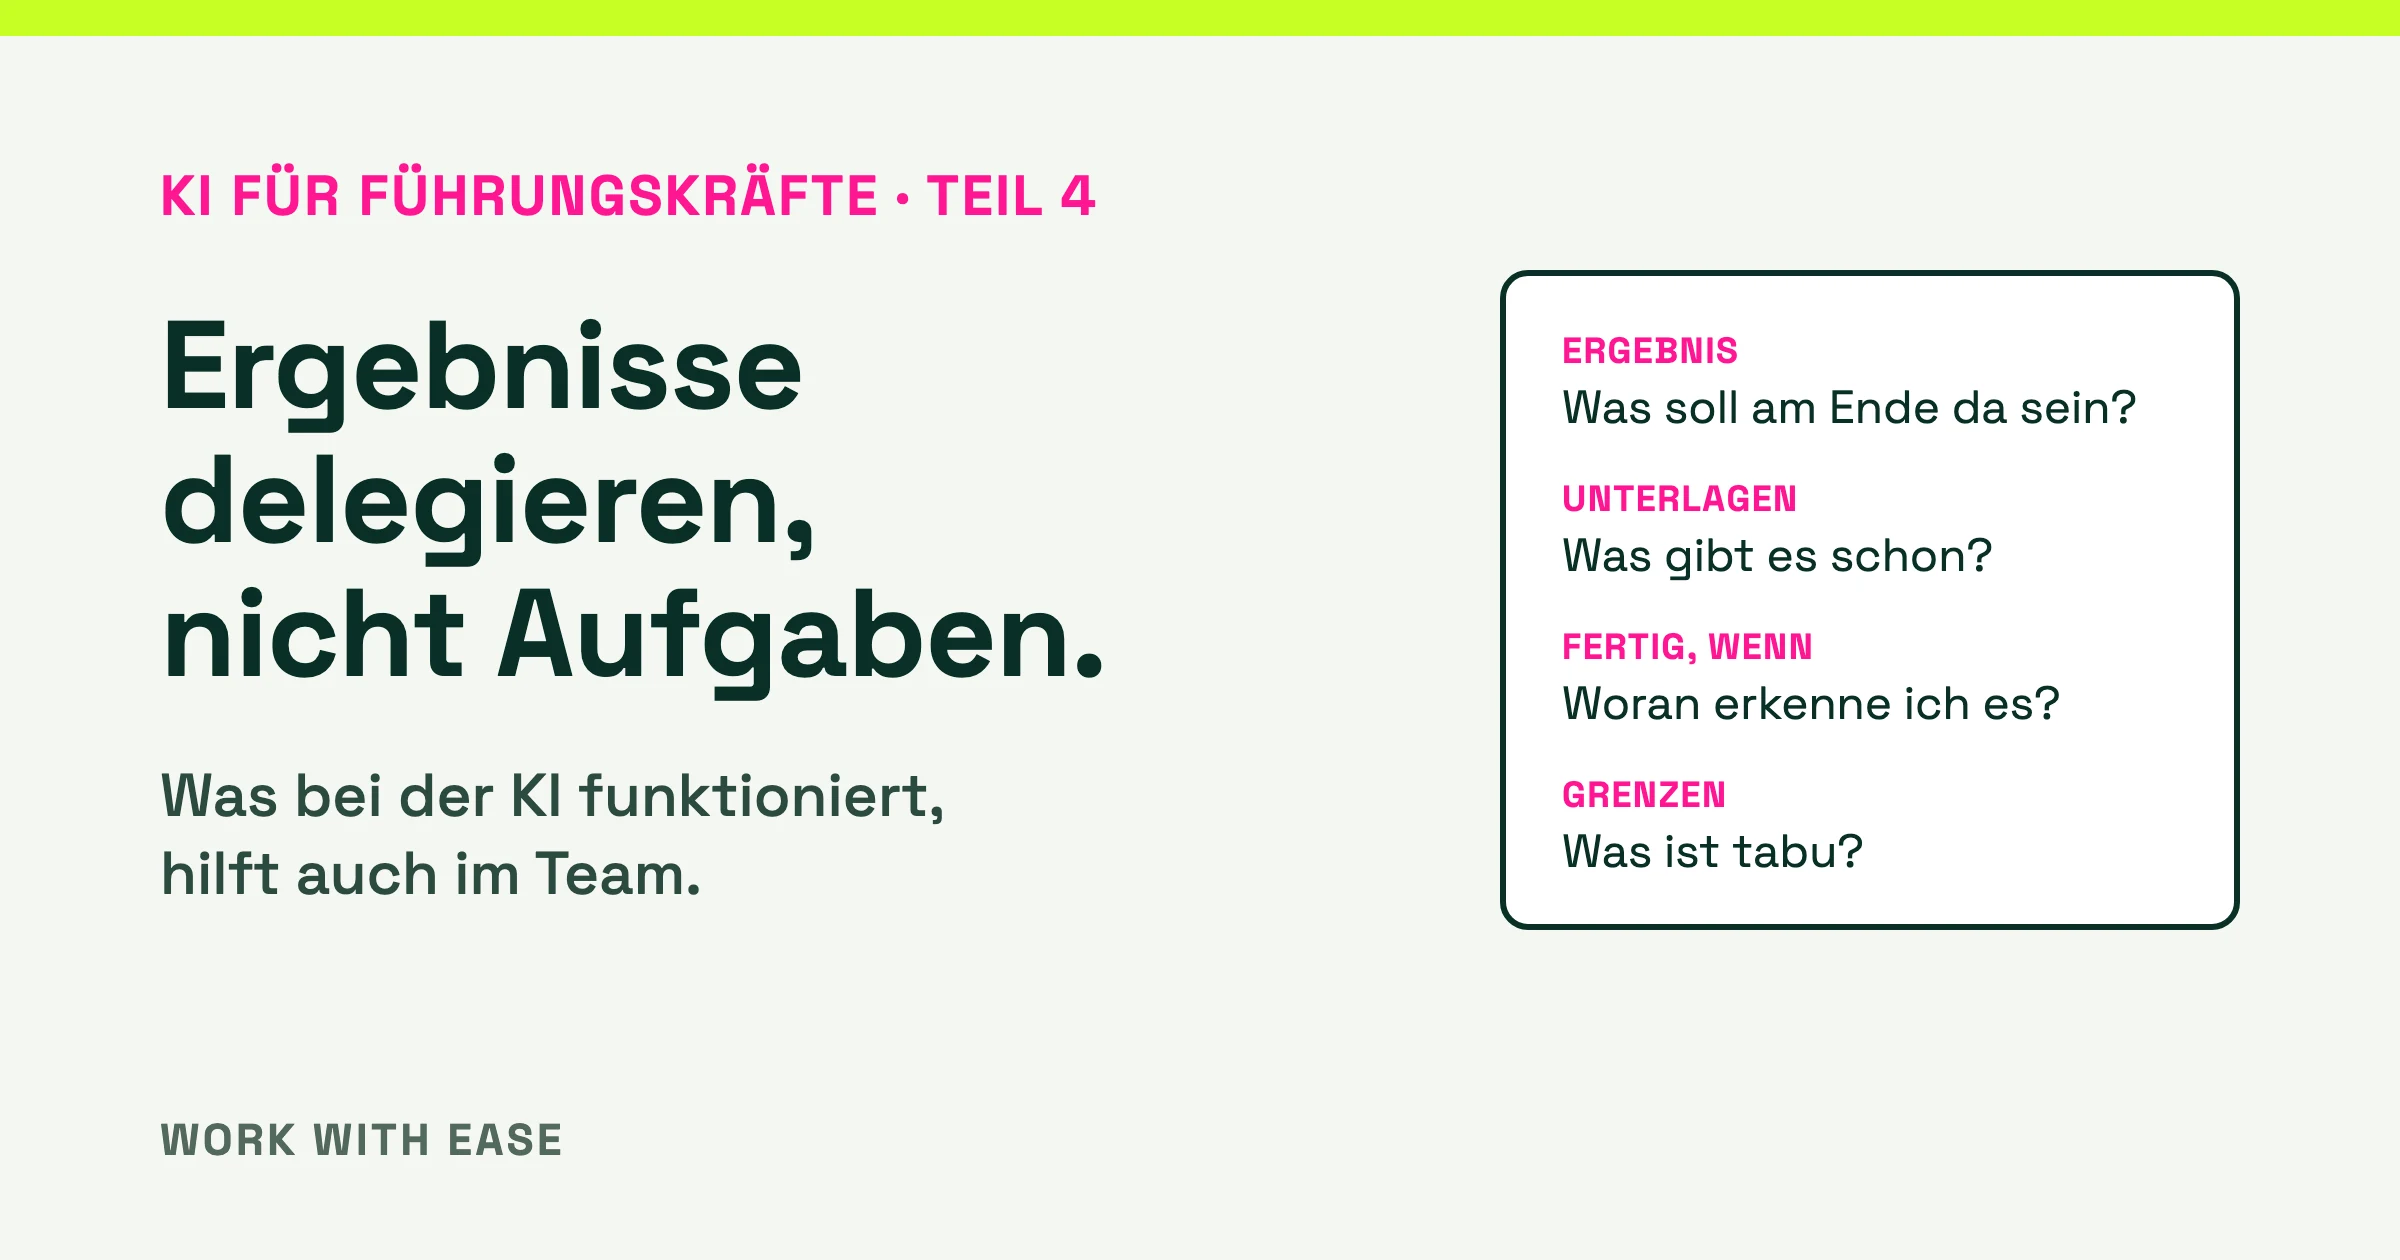 KI FÜR FÜHRUNGSKRÄFTE · TEIL 4
Ergebnisse
delegieren,
nicht Aufgaben.
Was bei der KI funktioniert,
hilft auch im Team.
ERGEBNIS
Was soll am Ende da sein?
UNTERLAGEN
Was gibt es schon?
FERTIG, WENN
Woran erkenne ich es?
GRENZEN
Was ist tabu?
WORK WITH EASE